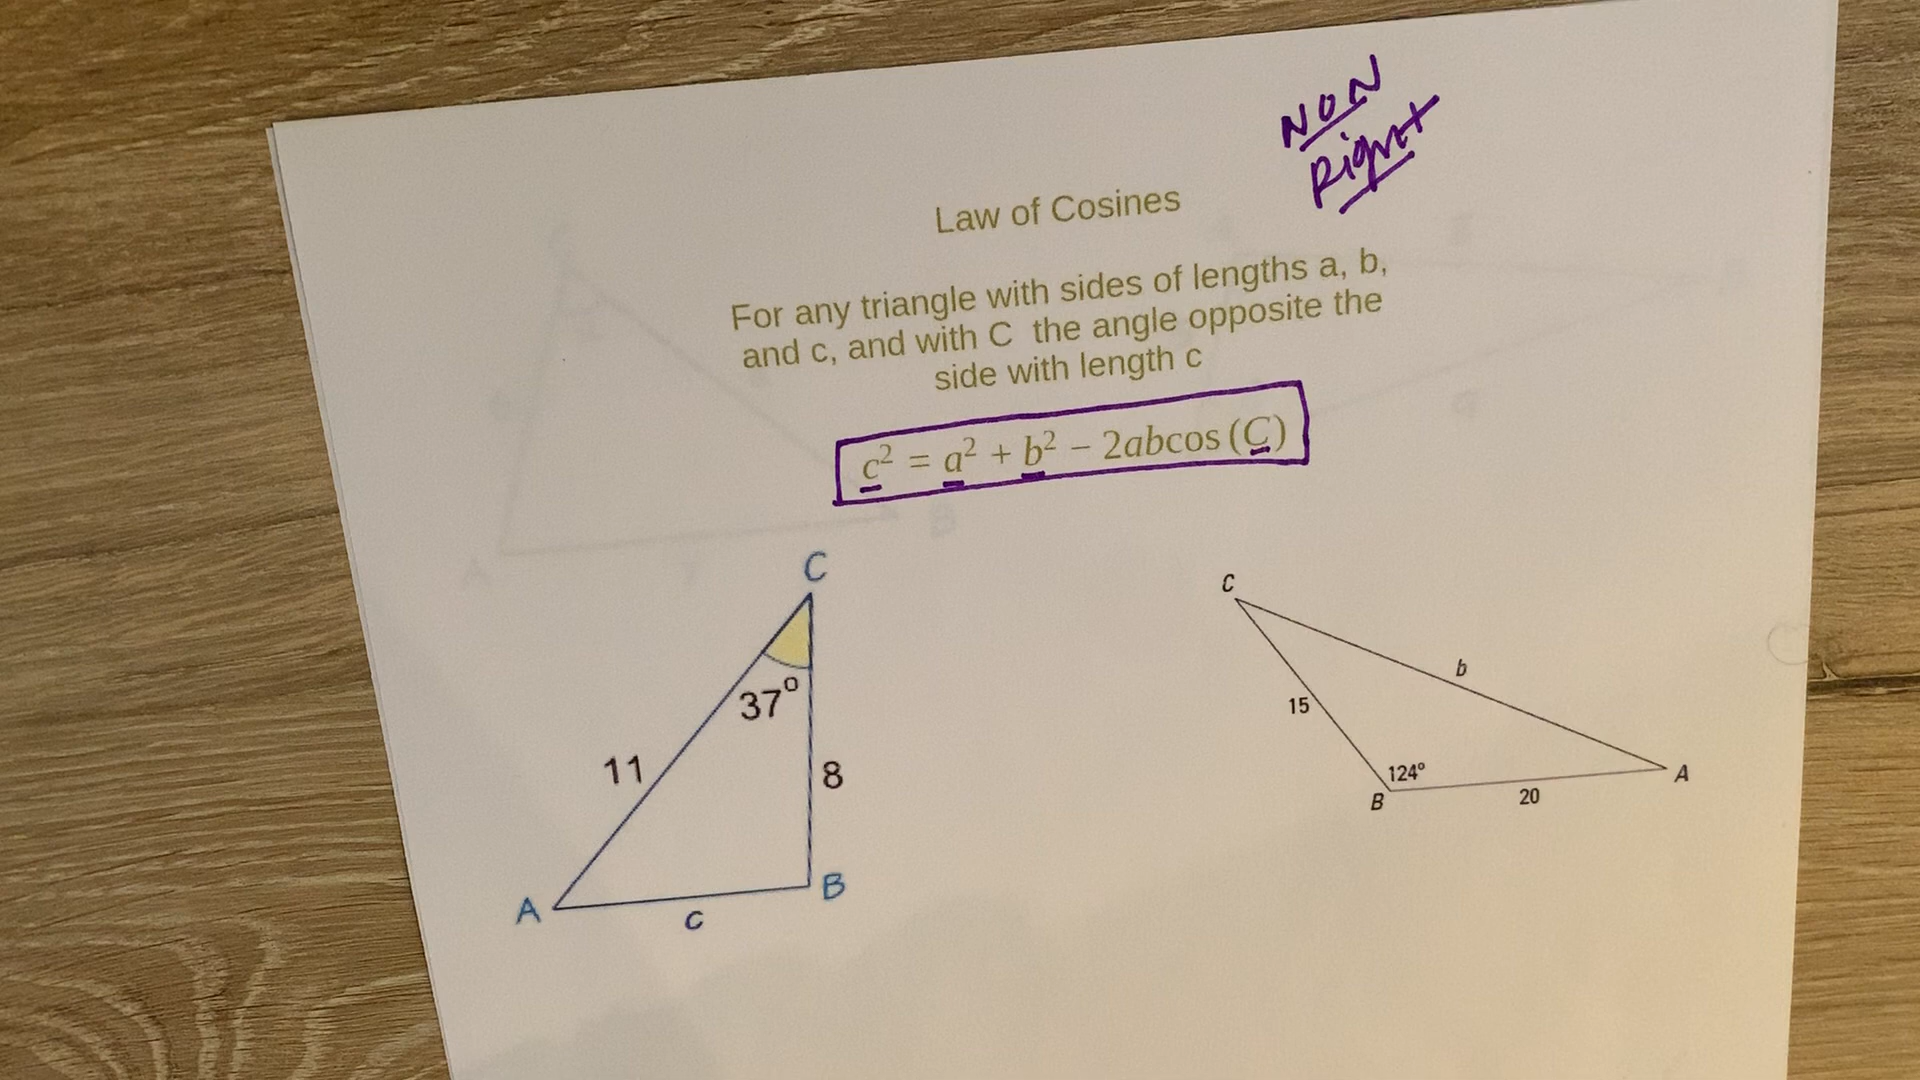 NON
Right
Law of Cosines
For any triangle with sides of lengths a, b,
and c, and with C the angle opposite the
side with length c
c² = a² + b² − 2abcos (C)
C
37°
11
8
A
B
c
C
b
15
124°
B
20
A